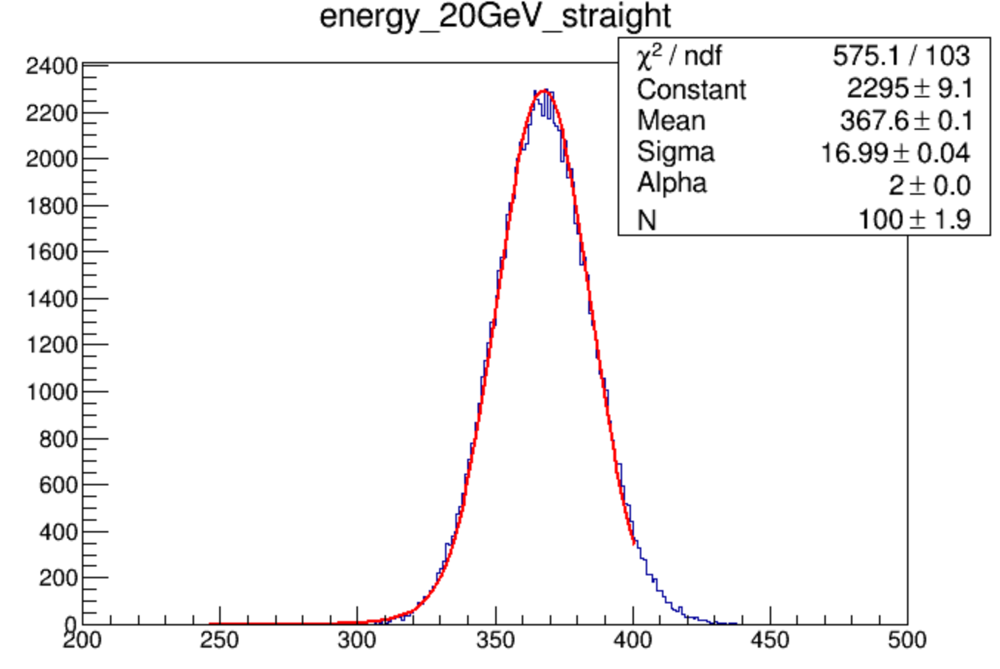 energy_20GeV_straight
χ² / ndf 575.1 / 103
Constant 2295 ± 9.1
Mean 367.6 ± 0.1
Sigma 16.99 ± 0.04
Alpha 2 ± 0.0
N 100 ± 1.9
2400
2200
2000
1800
1600
1400
1200
1000
800
600
400
200
0
200 250 300 350 400 450 500